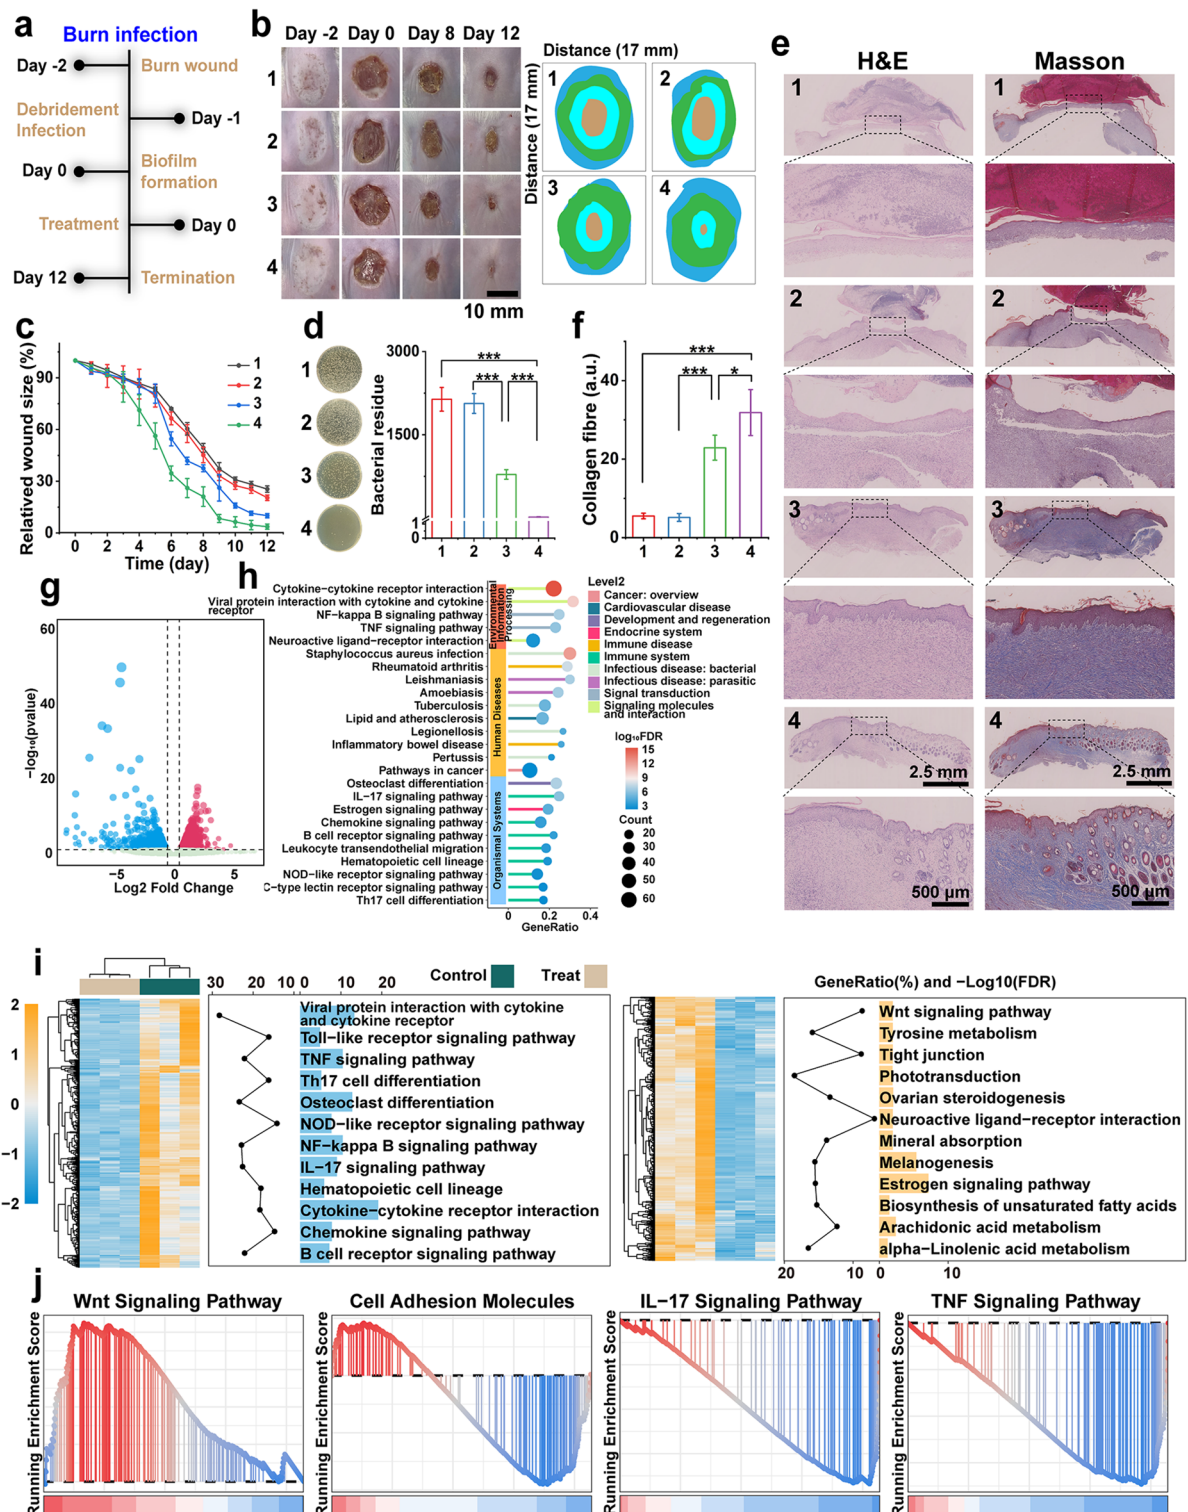 a
Burn infection
Day -2
Burn wound
Debridement
Infection
Day -1
Day 0
Biofilm
formation
Treatment
Day 0
Day 12
Termination
b
Day -2 Day 0 Day 8 Day 12
1
2
3
4
10 mm
Distance (17 mm)
Distance (17 mm)
1
2
3
4
c
Relatived wound size (%)
90
60
30
0
0 2 4 6 8 10 12
Time (day)
1
2
3
4
d
1
2
3
4
Bacterial residue
3000
1500
1
0
1 2 3 4
***
*** ***
f
Collagen fibre (a.u.)
40
20
0
1 2 3 4
***
*** *
e
H&E
Masson
1
1
2
2
3
3
4
4
2.5 mm
2.5 mm
500 μm
500 μm
g
−log₁₀(pvalue)
60
40
20
0
−5 0 5
Log2 Fold Change
h
Cytokine−cytokine receptor interaction
Viral protein interaction with cytokine and cytokine
receptor
NF−kappa B signaling pathway
TNF signaling pathway
Neuroactive ligand−receptor interaction
Staphylococcus aureus infection
Rheumatoid arthritis
Leishmaniasis
Amoebiasis
Tuberculosis
Lipid and atherosclerosis
Legionellosis
Inflammatory bowel disease
Pertussis
Pathways in cancer
Osteoclast differentiation
IL−17 signaling pathway
Estrogen signaling pathway
Chemokine signaling pathway
B cell receptor signaling pathway
Leukocyte transendothelial migration
Hematopoietic cell lineage
NOD−like receptor signaling pathway
C−type lectin receptor signaling pathway
Th17 cell differentiation
Environmental
Information
Processing
Human Diseases
Organismal Systems
0 0.2 0.4
GeneRatio
Level2
Cancer: overview
Cardiovascular disease
Development and regeneration
Endocrine system
Immune disease
Immune system
Infectious disease: bacterial
Infectious disease: parasitic
Signal transduction
Signaling molecules
and interaction
log₁₀FDR
15
12
9
6
3
Count
20
30
40
50
60
i
2
1
0
−1
−2
Control
Treat
30 20 10 0 10 20
Viral protein interaction with cytokine
and cytokine receptor
Toll−like receptor signaling pathway
TNF signaling pathway
Th17 cell differentiation
Osteoclast differentiation
NOD−like receptor signaling pathway
NF−kappa B signaling pathway
IL−17 signaling pathway
Hematopoietic cell lineage
Cytokine−cytokine receptor interaction
Chemokine signaling pathway
B cell receptor signaling pathway
GeneRatio(%) and −Log10(FDR)
Wnt signaling pathway
Tyrosine metabolism
Tight junction
Phototransduction
Ovarian steroidogenesis
Neuroactive ligand−receptor interaction
Mineral absorption
Melanogenesis
Estrogen signaling pathway
Biosynthesis of unsaturated fatty acids
Arachidonic acid metabolism
alpha−Linolenic acid metabolism
20 10 0 10
j
Wnt Signaling Pathway
Running Enrichment Score
Cell Adhesion Molecules
Running Enrichment Score
IL−17 Signaling Pathway
Running Enrichment Score
TNF Signaling Pathway
Running Enrichment Score